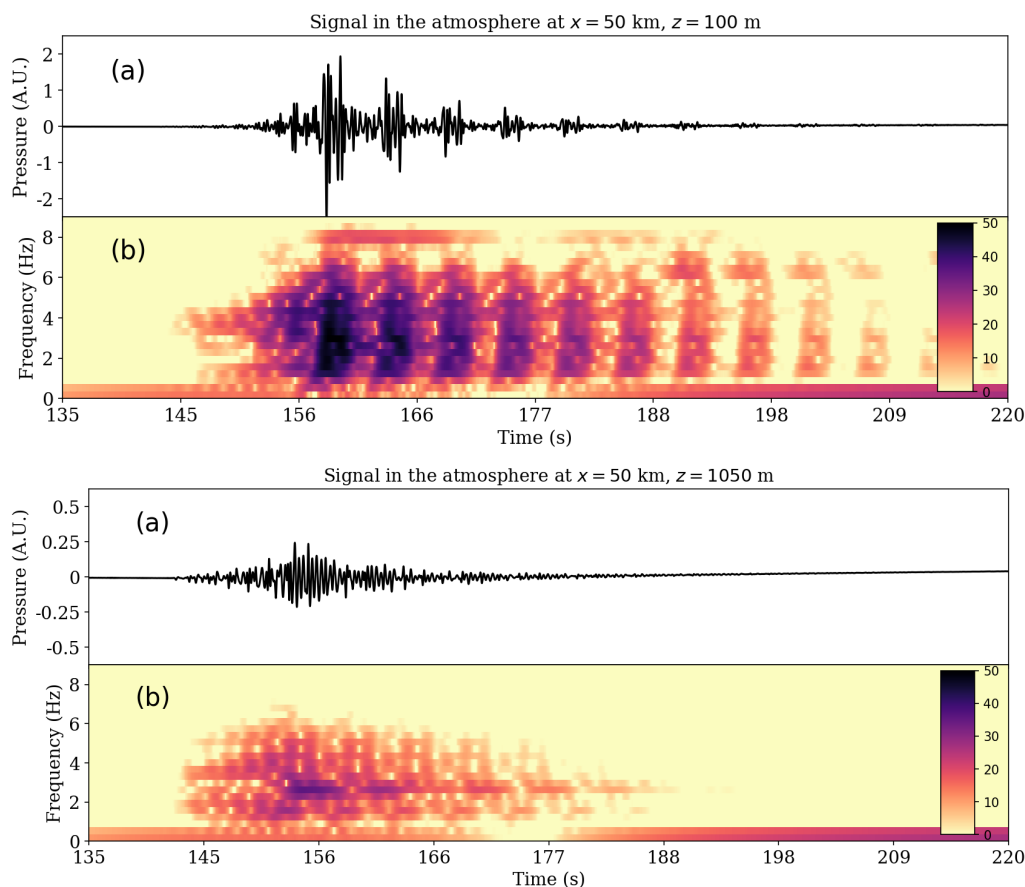 Signal in the atmosphere at x = 50 km, z = 100 m
Pressure (A.U.)
2
1
0
-1
-2
(a)
Frequency (Hz)
8
6
4
2
0
(b)
50
40
30
20
10
0
135 145 156 166 177 188 198 209 220
Time (s)
Signal in the atmosphere at x = 50 km, z = 1050 m
Pressure (A.U.)
0.5
0.25
0
-0.25
-0.5
(a)
Frequency (Hz)
8
6
4
2
0
(b)
50
40
30
20
10
0
135 145 156 166 177 188 198 209 220
Time (s)